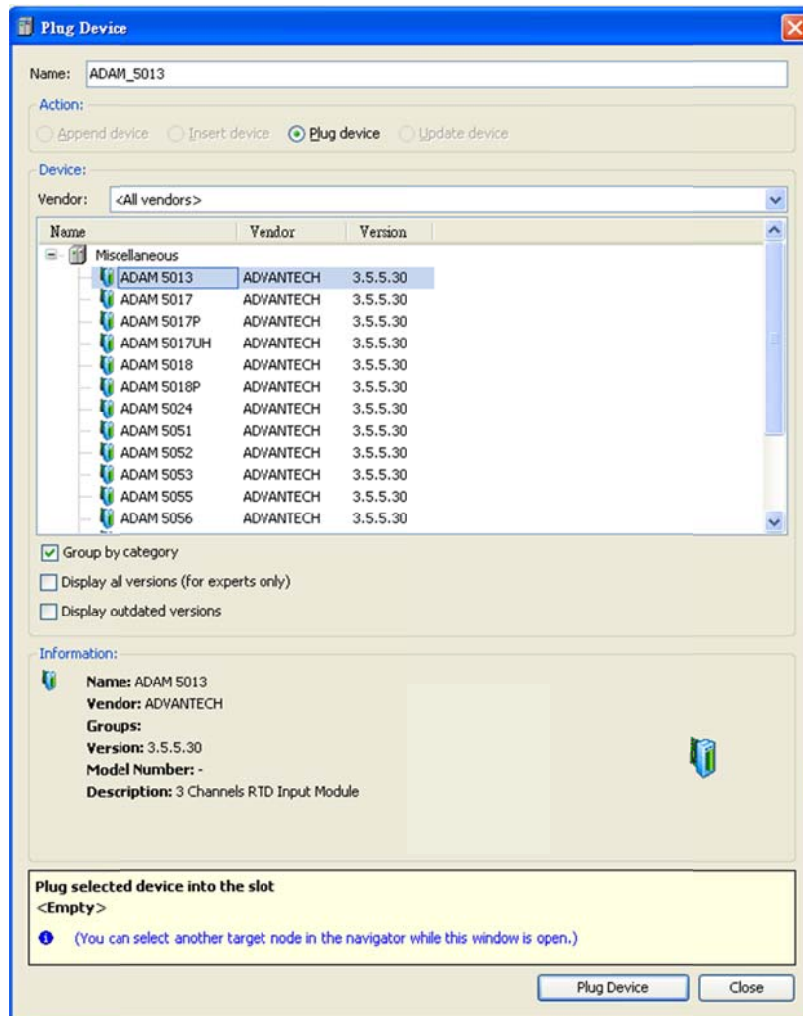 Plug Device
Name: ADAM_5013
Action:
Append device Insert device Plug device Update device
Device:
Vendor: <All vendors>
Name Vendor Version
Miscellaneous
ADAM 5013 ADVANTECH 3.5.5.30
ADAM 5017 ADVANTECH 3.5.5.30
ADAM 5017P ADVANTECH 3.5.5.30
ADAM 5017UH ADVANTECH 3.5.5.30
ADAM 5018 ADVANTECH 3.5.5.30
ADAM 5018P ADVANTECH 3.5.5.30
ADAM 5024 ADVANTECH 3.5.5.30
ADAM 5051 ADVANTECH 3.5.5.30
ADAM 5052 ADVANTECH 3.5.5.30
ADAM 5053 ADVANTECH 3.5.5.30
ADAM 5055 ADVANTECH 3.5.5.30
ADAM 5056 ADVANTECH 3.5.5.30
Group by category
Display al versions (for experts only)
Display outdated versions
Information:
Name: ADAM 5013
Vendor: ADVANTECH
Groups:
Version: 3.5.5.30
Model Number: -
Description: 3 Channels RTD Input Module
Plug selected device into the slot
<Empty>
(You can select another target node in the navigator while this window is open.)
Plug Device Close